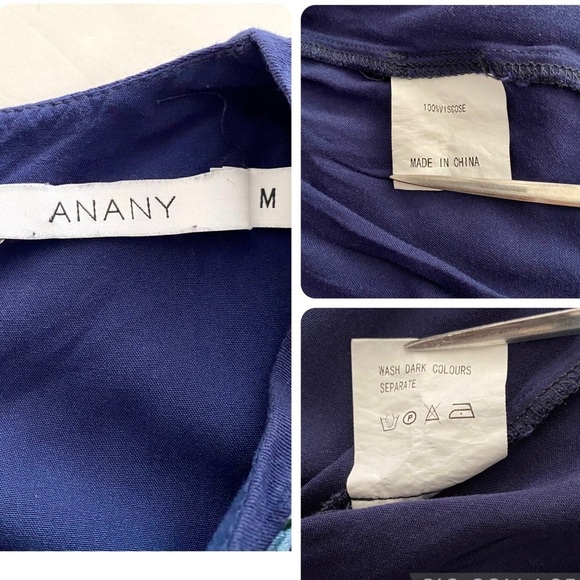 ANANY M
100%VISCOSE
MADE IN CHINA
WASH DARK COLOURS
SEPARATE
P